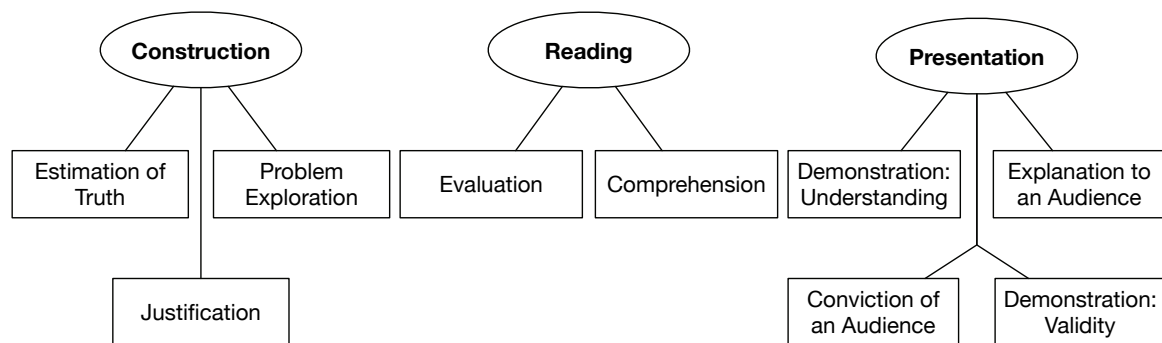 Construction
Reading
Presentation
Estimation of
Truth
Problem
Exploration
Evaluation
Comprehension
Demonstration:
Understanding
Explanation to
an Audience
Justification
Conviction of
an Audience
Demonstration:
Validity